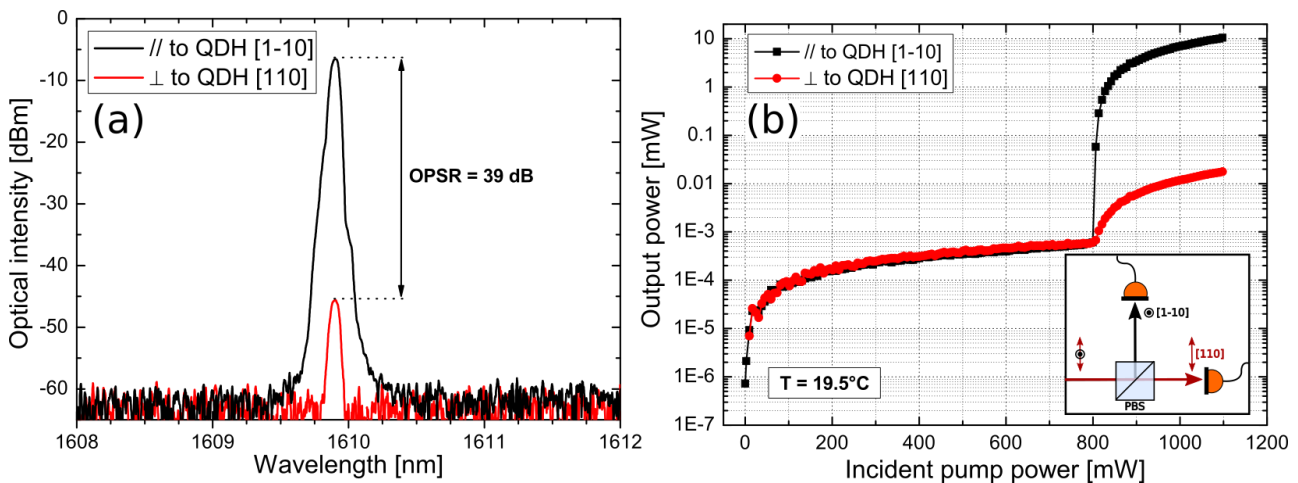 // to QDH [1-10]
⊥ to QDH [110]
(a)
OPSR = 39 dB
Optical intensity [dBm]
0
-10
-20
-30
-40
-50
-60
1608
1609
1610
1611
1612
Wavelength [nm]
// to QDH [1-10]
⊥ to QDH [110]
(b)
Output power [mW]
10
1
0.1
0.01
1E-3
1E-4
1E-5
1E-6
1E-7
T = 19.5°C
[1-10]
[110]
PBS
0
200
400
600
800
1000
1200
Incident pump power [mW]